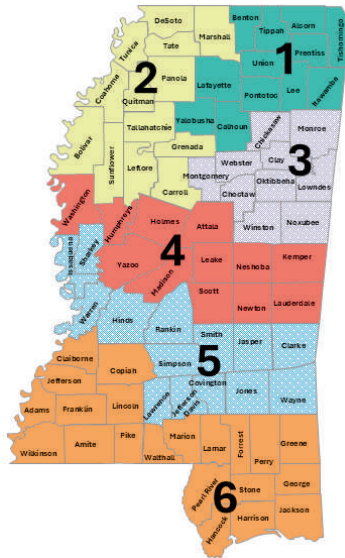 DeSoto
Benton
Alcorn
Tippah
Tishomingo
Marshall
Tate
Tunica
Prentiss
Union
1
2
Panola
Coahoma
Lafayette
Lee
Itawamba
Pontotoc
Quitman
Yalobusha
Calhoun
Chickasaw
Monroe
Tallahatchie
Bolivar
Sunflower
Grenada
Leflore
Webster
Clay
3
Montgomery
Oktibbeha
Lowndes
Choctaw
Carroll
Washington
Humphreys
Holmes
Attala
Winston
Noxubee
4
Issaquena
Sharkey
Yazoo
Madison
Leake
Neshoba
Kemper
Scott
Newton
Lauderdale
Warren
Hinds
Rankin
Smith
Jasper
Clarke
5
Simpson
Claiborne
Copiah
Jefferson
Covington
Jones
Wayne
Adams
Franklin
Lincoln
Lawrence
Jefferson
Davis
Wilkinson
Amite
Pike
Walthall
Marion
Lamar
Forrest
Perry
Greene
6
Pearl River
Stone
George
Hancock
Harrison
Jackson